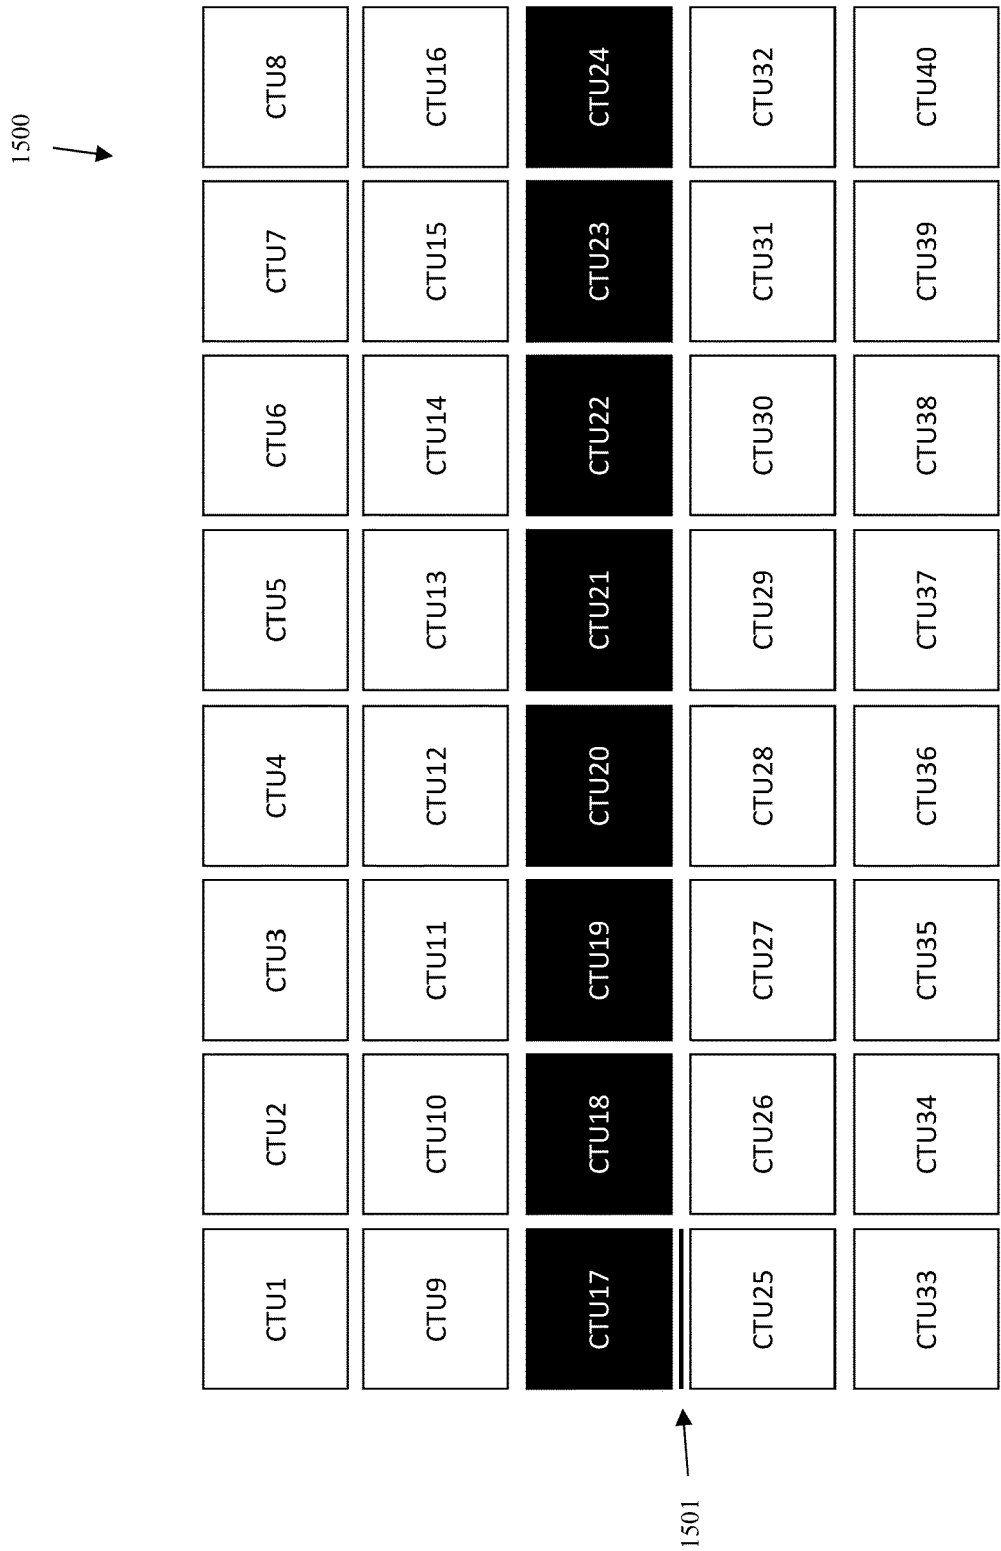 1500
CTU1 CTU2 CTU3 CTU4 CTU5 CTU6 CTU7 CTU8
CTU9 CTU10 CTU11 CTU12 CTU13 CTU14 CTU15 CTU16
CTU17 CTU18 CTU19 CTU20 CTU21 CTU22 CTU23 CTU24
1501
CTU25 CTU26 CTU27 CTU28 CTU29 CTU30 CTU31 CTU32
CTU33 CTU34 CTU35 CTU36 CTU37 CTU38 CTU39 CTU40